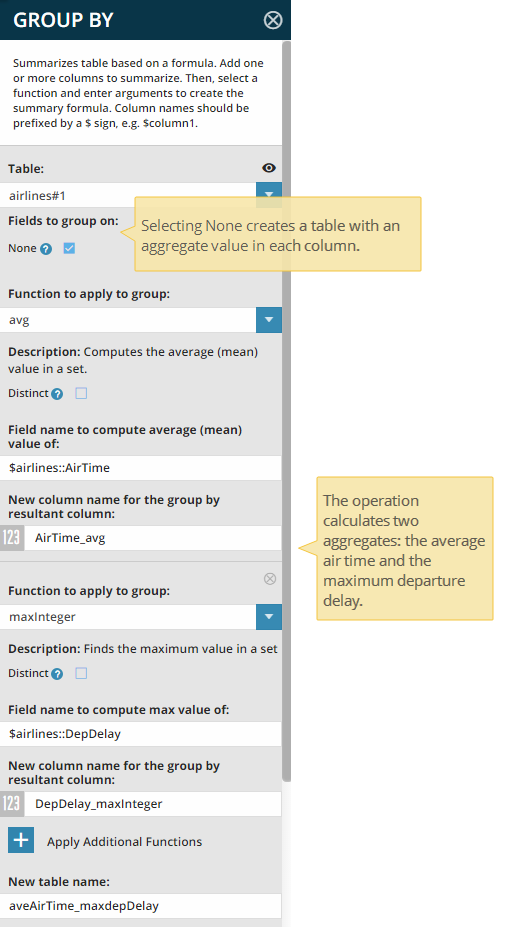 GROUP BY
Summarizes table based on a formula. Add one
or more columns to summarize. Then, select a
function and enter arguments to create the
summary formula. Column names should be
prefixed by a $ sign, e.g. $column1.
Table:
airlines#1
Fields to group on:
None ?
Selecting None creates a table with an
aggregate value in each column.
Function to apply to group:
avg
Description: Computes the average (mean)
value in a set.
Distinct ?
Field name to compute average (mean)
value of:
$airlines::AirTime
New column name for the group by
resultant column:
123 AirTime_avg
The operation
calculates two
aggregates: the average
air time and the
maximum departure
delay.
Function to apply to group:
maxInteger
Description: Finds the maximum value in a set
Distinct ?
Field name to compute max value of:
$airlines::DepDelay
New column name for the group by
resultant column:
123 DepDelay_maxInteger
+ Apply Additional Functions
New table name:
aveAirTime_maxdepDelay